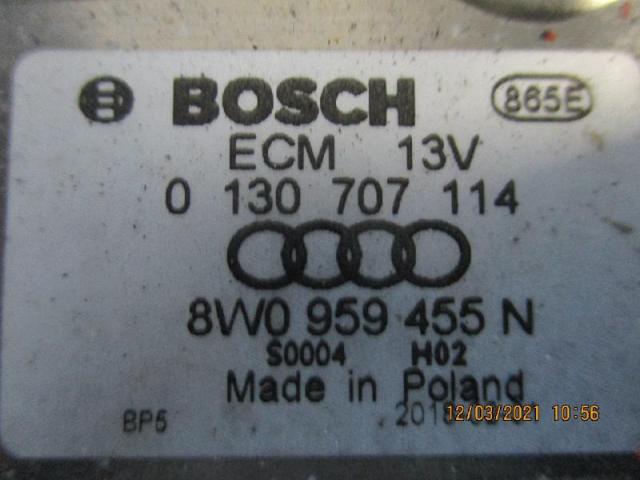 BOSCH 865E
ECM 13V
0 130 707 114
8W0 959 455 N
S0004 H02
Made in Poland
BP5
12/03/2021 10:56